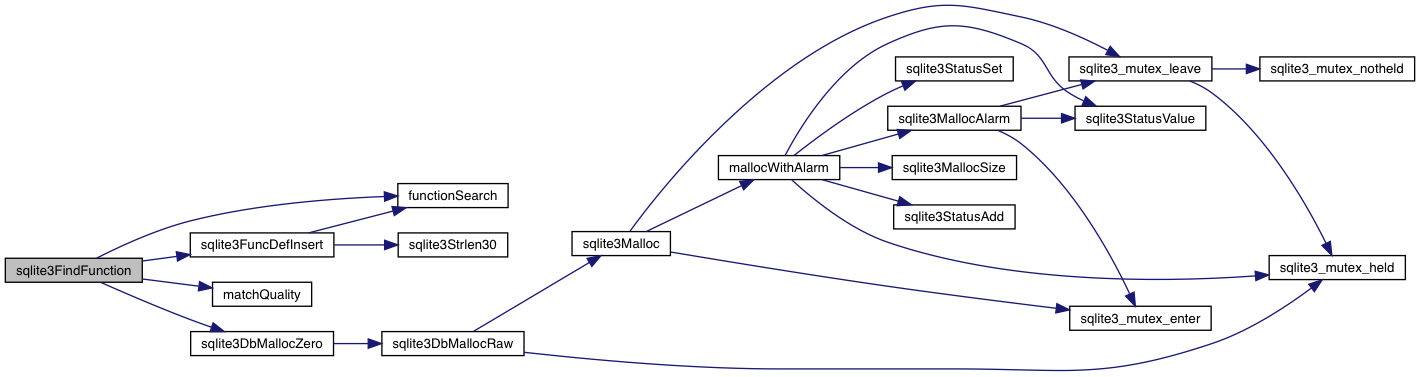 sqlite3FindFunction
functionSearch
sqlite3FuncDefInsert
sqlite3Strlen30
matchQuality
sqlite3DbMallocZero
sqlite3DbMallocRaw
sqlite3Malloc
mallocWithAlarm
sqlite3StatusSet
sqlite3MallocAlarm
sqlite3MallocSize
sqlite3StatusAdd
sqlite3_mutex_leave
sqlite3StatusValue
sqlite3_mutex_enter
sqlite3_mutex_notheld
sqlite3_mutex_held